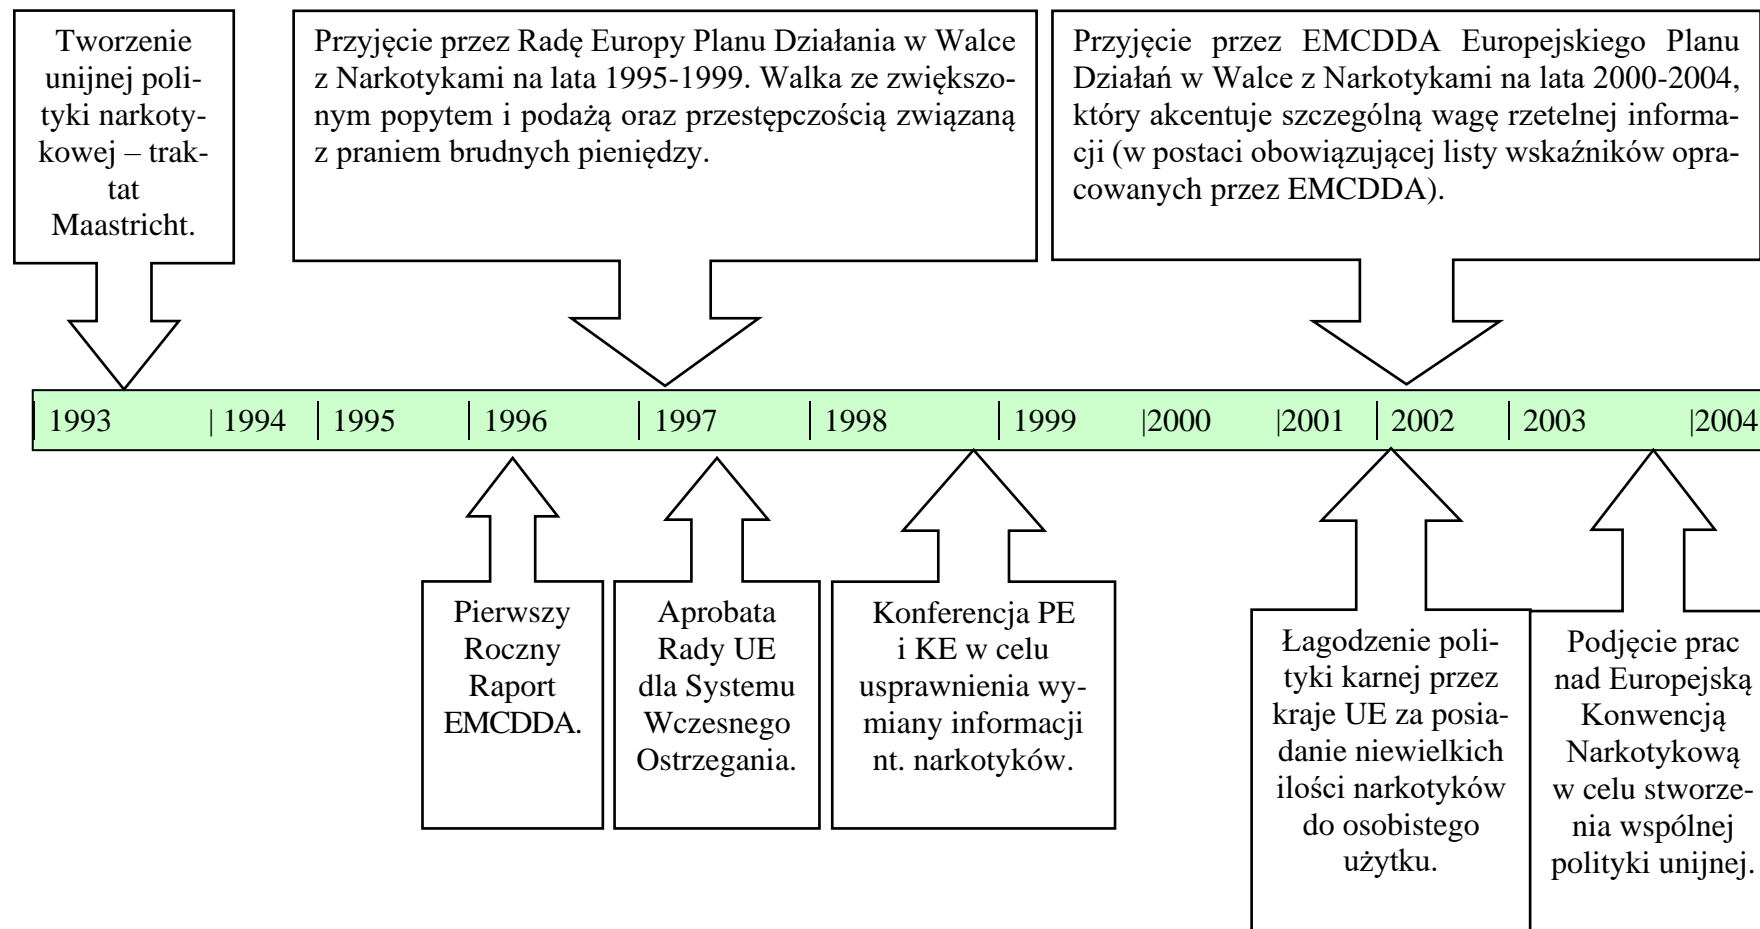 Tworzenie
unijnej poli-
tyki narkoty-
kowej – trak-
tat
Maastricht.
Przyjęcie przez Radę Europy Planu Działania w Walce
z Narkotykami na lata 1995-1999. Walka ze zwiększo-
nym popytem i podażą oraz przestępczością związaną
z praniem brudnych pieniędzy.
Przyjęcie przez EMCDDA Europejskiego Planu
Działań w Walce z Narkotykami na lata 2000-2004,
który akcentuje szczególną wagę rzetelnej informa-
cji (w postaci obowiązującej listy wskaźników opra-
cowanych przez EMCDDA).
| 1993 | 1994 | 1995 | 1996 | 1997 | 1998 | 1999 |2000 |2001 | 2002 | 2003 |2004
Pierwszy
Roczny
Raport
EMCDDA.
Aprobata
Rady UE
dla Systemu
Wczesnego
Ostrzegania.
Konferencja PE
i KE w celu
usprawnienia wy-
miany informacji
nt. narkotyków.
Łagodzenie poli-
tyki karnej przez
kraje UE za posia-
danie niewielkich
ilości narkotyków
do osobistego
użytku.
Podjęcie prac
nad Europejską
Konwencją
Narkotykową
w celu stworze-
nia wspólnej
polityki unijnej.